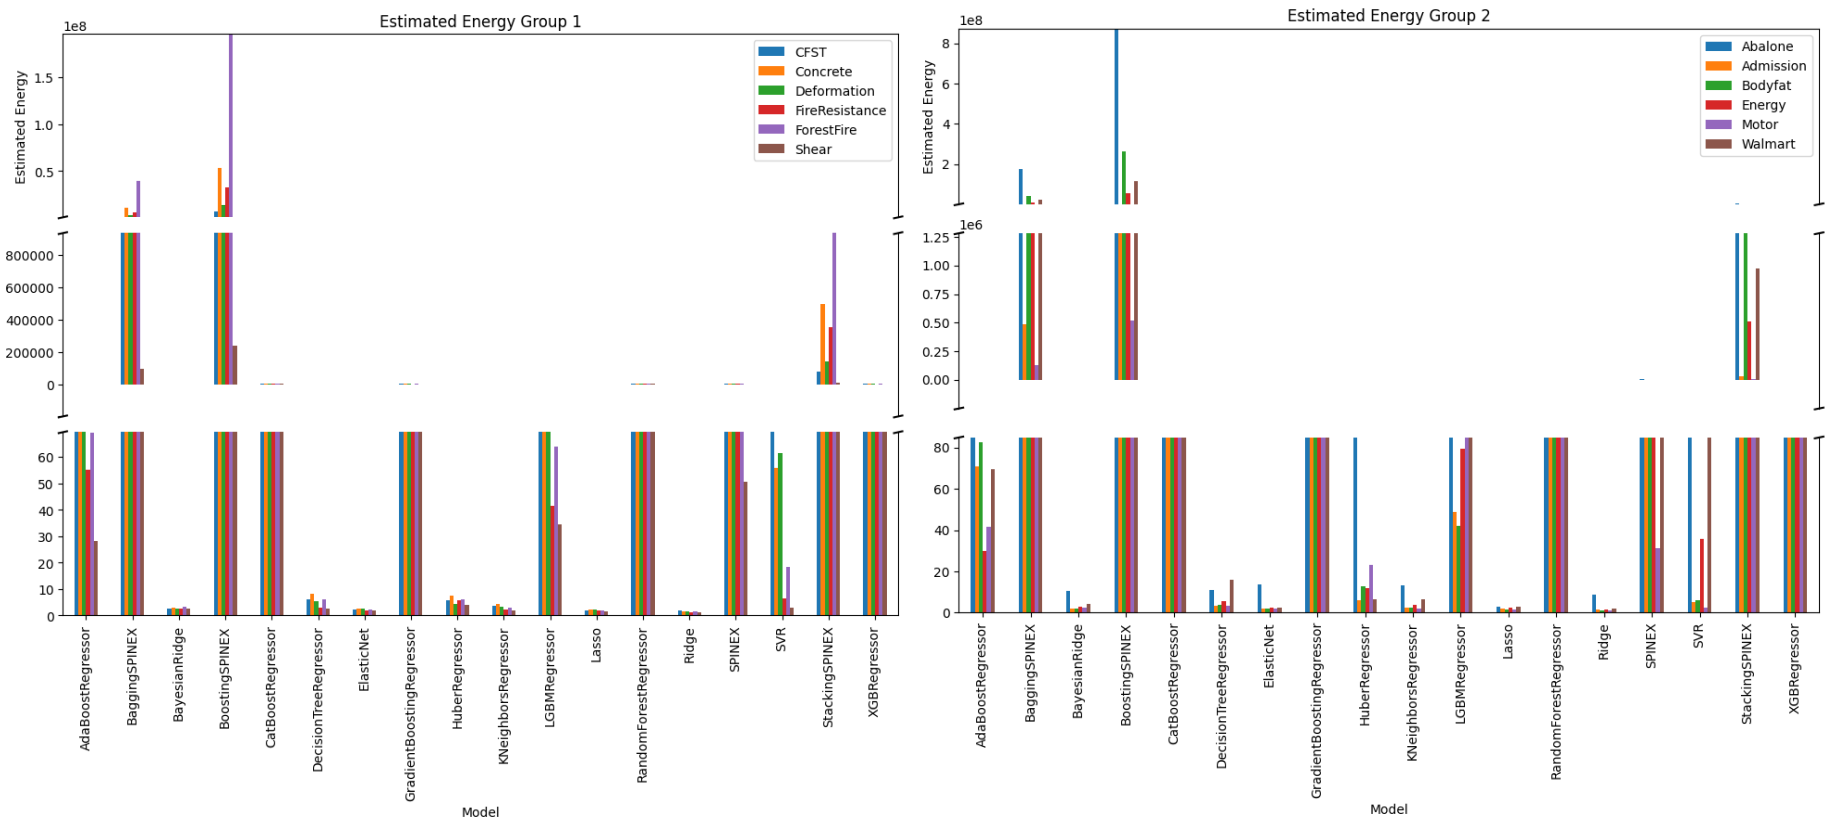 Estimated Energy Group 1
1e8
1.5
1.0
0.5
Estimated Energy
CFST
Concrete
Deformation
FireResistance
ForestFire
Shear
800000
600000
400000
200000
0
60
50
40
30
20
10
0
AdaBoostRegressor
BaggingSPINEX
BayesianRidge
BoostingSPINEX
CatBoostRegressor
DecisionTreeRegressor
ElasticNet
GradientBoostingRegressor
HuberRegressor
KNeighborsRegressor
LGBMRegressor
Lasso
RandomForestRegressor
Ridge
SPINEX
SVR
StackingSPINEX
XGBRegressor
Model
Estimated Energy Group 2
1e8
8
6
4
2
Estimated Energy
Abalone
Admission
Bodyfat
Energy
Motor
Walmart
1e6
1.25
1.00
0.75
0.50
0.25
0.00
80
60
40
20
0
AdaBoostRegressor
BaggingSPINEX
BayesianRidge
BoostingSPINEX
CatBoostRegressor
DecisionTreeRegressor
ElasticNet
GradientBoostingRegressor
HuberRegressor
KNeighborsRegressor
LGBMRegressor
Lasso
RandomForestRegressor
Ridge
SPINEX
SVR
StackingSPINEX
XGBRegressor
Model